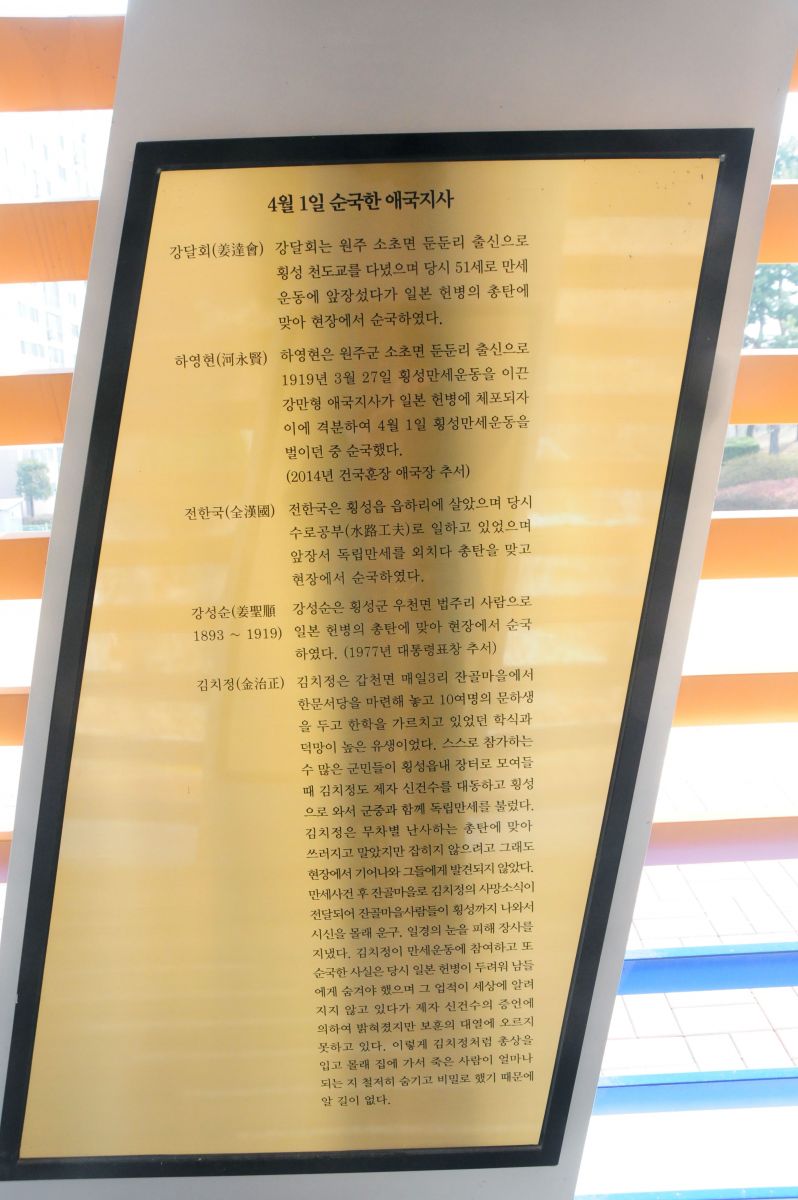 4월 1일 순국한 애국지사
강달회(姜達會) 강달회는 원주 소초면 둔둔리 출신으로
횡성 천도교를 다녔으며 당시 51세로 만세
운동에 앞장섰다가 일본 헌병의 총탄에
맞아 현장에서 순국하였다.
하영현(河永賢) 하영현은 원주군 소초면 둔둔리 출신으로
1919년 3월 27일 횡성만세운동을 이끈
강만형 애국지사가 일본 헌병에 체포되자
이에 격분하여 4월 1일 횡성만세운동을
벌이던 중 순국했다.
(2014년 건국훈장 애국장 추서)
전한국(全漢國) 전한국은 횡성읍 읍하리에 살았으며 당시
수로공부(水路工夫)로 일하고 있었으며
앞장서 독립만세를 외치다 총탄을 맞고
현장에서 순국하였다.
강성순(姜聖順 강성순은 횡성군 우천면 법주리 사람으로
1893 ~ 1919) 일본 헌병의 총탄에 맞아 현장에서 순국
하였다. (1977년 대통령표창 추서)
김치정(金治正) 김치정은 갑천면 매일3리 잔골마을에서
한문서당을 마련해 놓고 10여명의 문하생
을 두고 한학을 가르치고 있었던 학식과
덕망이 높은 유생이었다. 스스로 참가하는
수 많은 군민들이 횡성읍내 장터로 모여들
때 김치정도 제자 신건수를 대동하고 횡성
으로 와서 군중과 함께 독립만세를 불렀다.
김치정은 무차별 난사하는 총탄에 맞아
쓰러지고 말았지만 잡히지 않으려고 그래도
현장에서 기어나와 그들에게 발견되지 않았다.
만세사건 후 잔골마을로 김치정의 사망소식이
전달되어 잔골마을사람들이 횡성까지 나와서
시신을 몰래 운구. 일경의 눈을 피해 장사를
지냈다. 김치정이 만세운동에 참여하고 또
순국한 사실은 당시 일본 헌병이 두려워 남들
에게 숨겨야 했으며 그 업적이 세상에 알려
지지 않고 있다가 제자 신건수의 증언에
의하여 밝혀졌지만 보훈의 대열에 오르지
못하고 있다. 이렇게 김치정처럼 총상을
입고 몰래 집에 가서 죽은 사람이 얼마나
되는 지 철저히 숨기고 비밀로 했기 때문에
알 길이 없다.